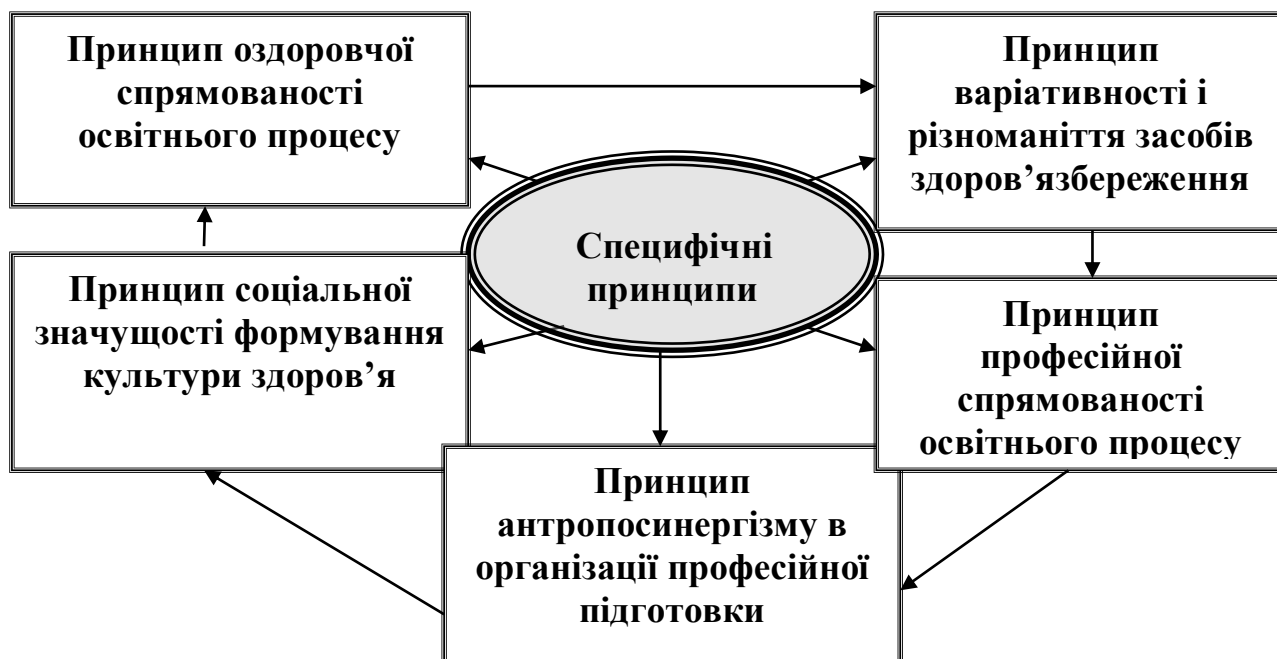 Принцип оздоровчої
спрямованості
освітнього процесу
Принцип
варіативності і
різноманіття засобів
здоров’язбереження
Специфічні
принципи
Принцип соціальної
значущості формування
культури здоров’я
Принцип
професійної
спрямованості
освітнього процесу
Принцип
антропосинергізму в
організації професійної
підготовки